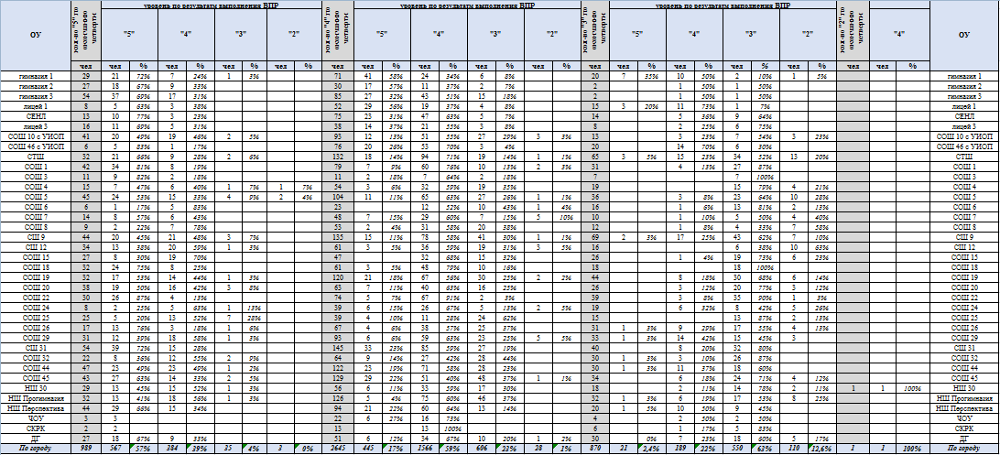 ОУ кол-во "5" по окончанию четверти уровень по результам выполнения ВПР кол-во "4" по окончанию четверти уровень по результам выполнения ВПР кол-во "3" по окончанию четверти уровень по результам выполнения ВПР кол-во "2" по окончанию четверти ОУ
"5" "4" "3" "2" "5" "4" "3" "2" "5" "4" "3" "2" "4"
чел чел % чел % чел % чел % чел чел % чел % чел % чел % чел чел % чел % чел % чел % чел чел %
гимназия 1 29 21 72% 7 24% 1 3% 71 41 58% 24 34% 6 8% 20 7 35% 10 50% 2 10% 1 5% гимназия 1
гимназия 2 27 18 67% 9 33% 30 17 57% 11 37% 2 7% 2 1 50% 1 50% гимназия 2
гимназия 3 54 37 69% 17 31% 85 27 32% 43 51% 15 18% 2 1 50% 1 50% гимназия 3
лицей 1 8 5 63% 3 38% 52 29 56% 19 37% 4 8% 15 3 20% 11 73% 1 7% лицей 1
СЕНЛ 13 10 77% 3 23% 75 23 31% 47 63% 5 7% 14 5 36% 9 64% СЕНЛ
лицей 3 16 11 69% 5 31% 38 14 37% 21 55% 3 8% 8 2 25% 6 75% лицей 3
СОШ 10 с УИОП 41 20 49% 19 46% 2 5% 93 12 13% 51 55% 27 29% 3 3% 13 3 23% 7 54% 3 23% СОШ 10 с УИОП
СОШ 46 с УИОП 6 5 83% 1 17% 76 20 26% 53 70% 3 4% 20 14 70% 6 30% СОШ 46 с УИОП
СТШ 32 21 66% 9 28% 2 6% 132 18 14% 94 71% 19 14% 1 1% 65 3 5% 15 23% 34 52% 13 20% СТШ
СОШ 1 42 34 81% 8 19% 79 7 9% 60 76% 10 13% 2 3% 31 4 13% 27 87% СОШ 1
СОШ 3 11 9 82% 2 18% 11 2 18% 7 64% 2 18% 7 7 100% СОШ 3
СОШ 4 15 7 47% 6 40% 1 7% 1 7% 54 3 6% 32 59% 19 35% 19 15 79% 4 21% СОШ 4
СОШ 5 45 24 53% 15 33% 4 9% 2 4% 104 11 11% 65 63% 27 26% 1 1% 36 3 8% 23 64% 10 28% СОШ 5
СОШ 6 6 1 17% 5 83% 23 12 52% 10 43% 1 4% 16 1 6% 13 81% 2 13% СОШ 6
СОШ 7 14 8 57% 6 43% 48 7 15% 29 60% 7 15% 5 10% 10 1 10% 5 50% 4 40% СОШ 7
СОШ 8 9 2 22% 7 78% 53 2 4% 31 58% 20 38% 12 1 8% 4 33% 7 58% СОШ 8
СШ 9 44 20 45% 21 48% 3 7% 135 15 11% 78 58% 41 30% 1 1% 69 2 3% 17 25% 43 62% 7 10% СШ 9
СШ 12 34 13 38% 20 59% 1 3% 61 3 5% 36 59% 19 31% 3 5% 16 6 38% 10 63% СШ 12
СОШ 15 27 8 30% 19 70% 47 32 68% 15 32% 26 1 4% 19 73% 6 23% СОШ 15
СОШ 18 32 24 75% 8 25% 61 3 5% 48 79% 10 16% 18 18 100% СОШ 18
СОШ 19 32 17 53% 14 44% 1 3% 120 21 18% 67 56% 30 25% 2 2% 44 8 18% 30 68% 6 14% СОШ 19
СОШ 20 38 19 50% 16 42% 3 8% 63 7 11% 40 63% 16 25% 26 3 12% 20 77% 3 12% СОШ 20
СОШ 22 30 26 87% 4 13% 74 5 7% 67 91% 2 3% 39 3 8% 35 90% 1 3% СОШ 22
СОШ 24 8 2 25% 5 63% 1 13% 39 6 15% 26 67% 5 13% 2 5% 19 6 32% 8 42% 5 26% СОШ 24
СОШ 25 25 5 20% 13 52% 7 28% 39 4 10% 11 28% 24 62% 15 13 87% 2 13% СОШ 25
СОШ 26 17 13 76% 3 18% 1 6% 67 4 6% 38 57% 25 37% 31 1 3% 9 29% 17 55% 4 13% СОШ 26
СОШ 29 31 12 39% 18 58% 1 3% 93 6 6% 59 63% 23 25% 5 5% 33 1 3% 14 42% 15 45% 3 СОШ 29
СШ 31 54 39 72% 15 28% 145 33 23% 85 59% 27 19% 40 8 20% 32 80% СШ 31
СОШ 32 22 8 36% 12 55% 2 9% 64 9 14% 27 42% 28 44% 30 1 3% 3 10% 26 87% СОШ 32
СОШ 44 47 23 49% 23 49% 1 2% 122 23 19% 71 58% 28 23% 30 1 3% 11 37% 18 60% СОШ 44
СОШ 45 43 27 63% 14 33% 2 5% 129 29 22% 51 40% 48 37% 1 1% 34 6 18% 24 71% 4 12% СОШ 45
НШ 30 29 13 45% 15 52% 1 3% 56 6 11% 33 59% 17 30% 18 2 11% 14 78% 2 11% 1 1 100% НШ 30
НШ Прогимназия 32 13 41% 18 56% 1 3% 126 5 4% 75 60% 46 37% 32 1 3% 6 19% 17 53% 8 25% НШ Прогимназия
НШ Перспектива 44 29 66% 15 34% 94 21 22% 60 64% 13 14% 20 1 5% 10 50% 9 45% НШ Перспектива
ЧОУ 3 3 22 6 27% 16 73% 4 2 50% 2 50% ЧОУ
СКРК 2 2 13 13 100% 6 1 17% 5 83% СКРК
ДГ 27 18 67% 9 33% 51 6 12% 34 67% 10 20% 1 2% 30 0% 7 23% 18 60% 5 17% ДГ
По городу 989 567 57% 384 39% 35 4% 3 0% 2645 445 17% 1566 59% 606 23% 28 1% 870 21 2,4% 189 22% 550 63% 110 12,6% 1 1 100% По городу